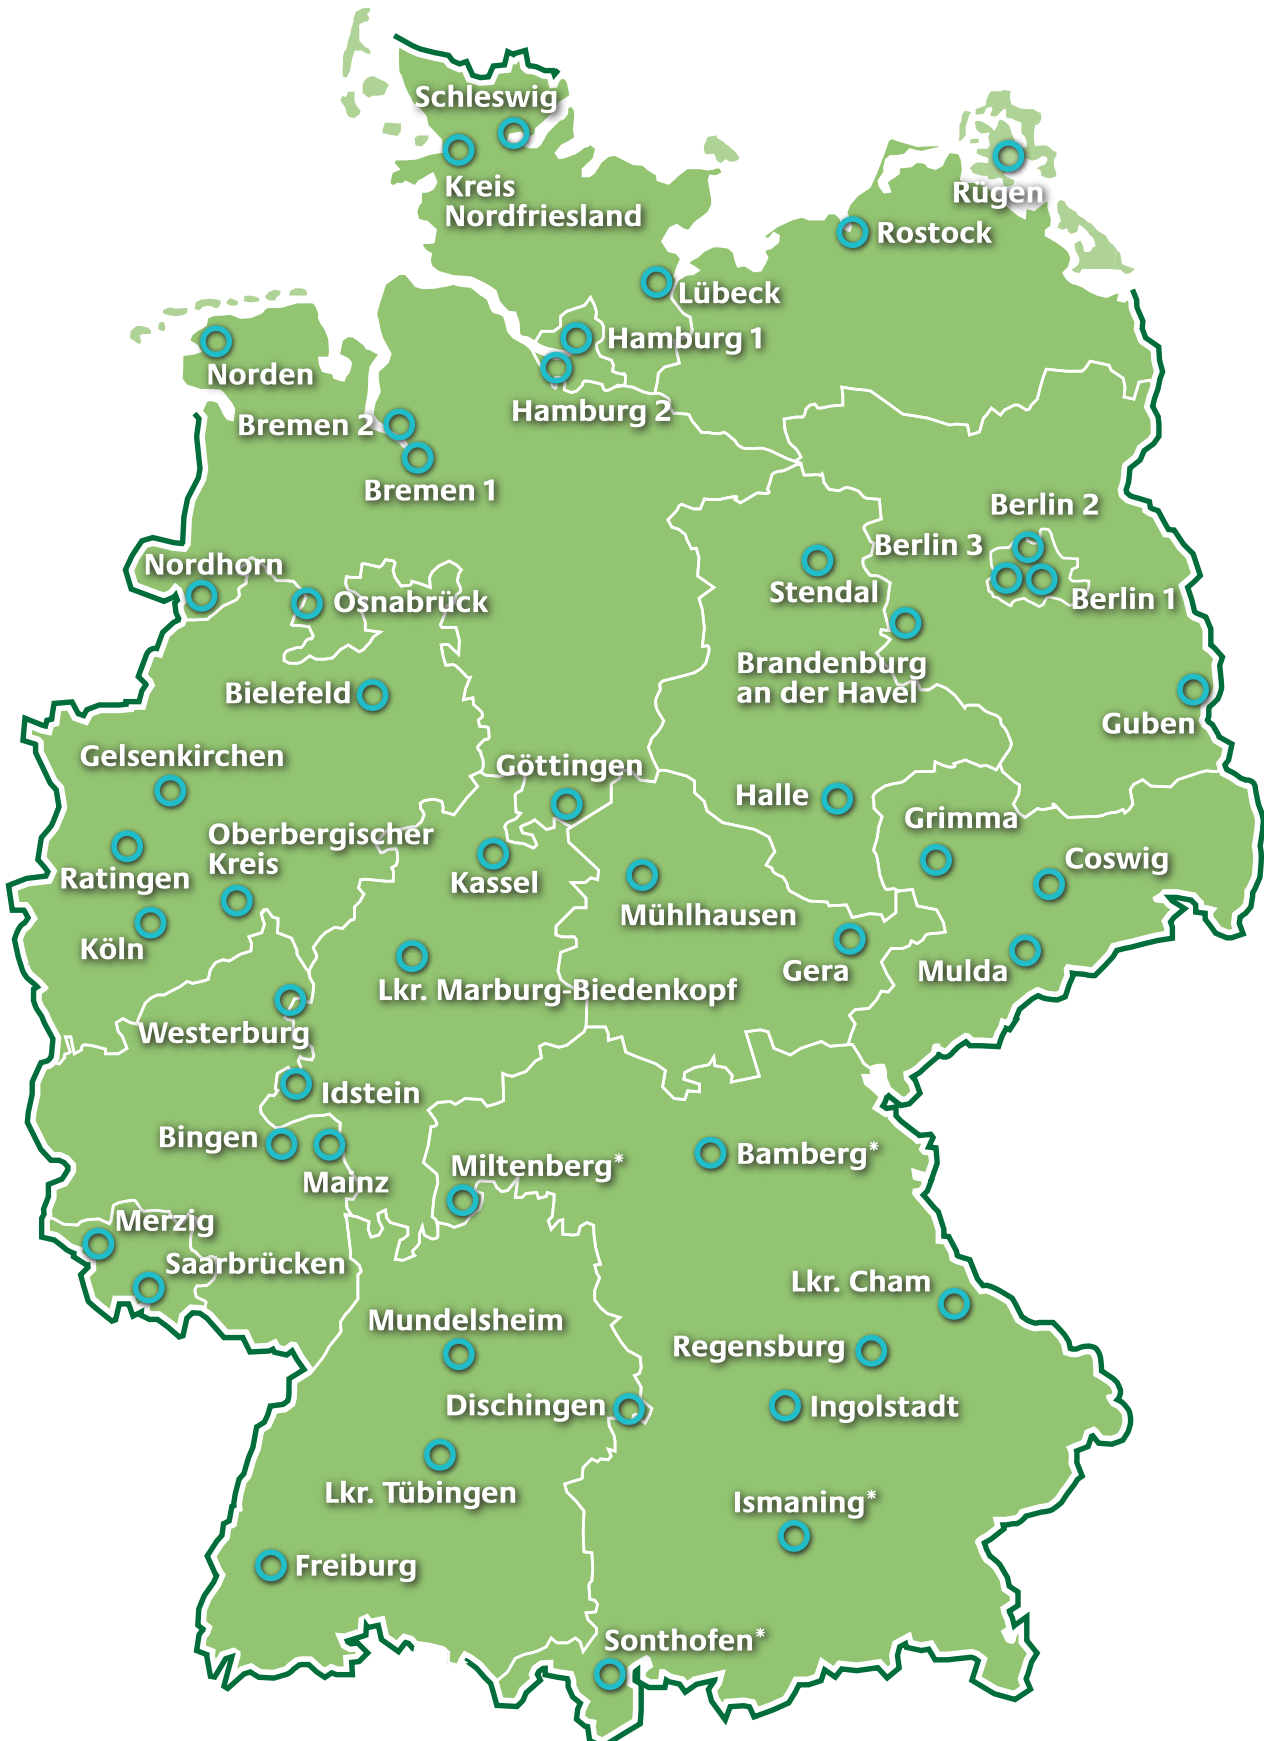 Schleswig
Kreis
Nordfriesland
Rügen
Rostock
Lübeck
Hamburg 1
Norden
Hamburg 2
Bremen 2
Bremen 1
Berlin 2
Berlin 3
Nordhorn
Stendal
Berlin 1
Osnabrück
Brandenburg
an der Havel
Bielefeld
Guben
Gelsenkirchen
Göttingen
Halle
Grimma
Oberbergischer
Kreis
Coswig
Ratingen
Kassel
Mühlhausen
Köln
Gera
Mulda
Lkr. Marburg-Biedenkopf
Westerburg
Idstein
Bingen
Bamberg*
Miltenberg*
Mainz
Merzig
Saarbrücken
Lkr. Cham
Mundelsheim
Regensburg
Dischingen
Ingolstadt
Lkr. Tübingen
Ismaning*
Freiburg
Sonthofen*